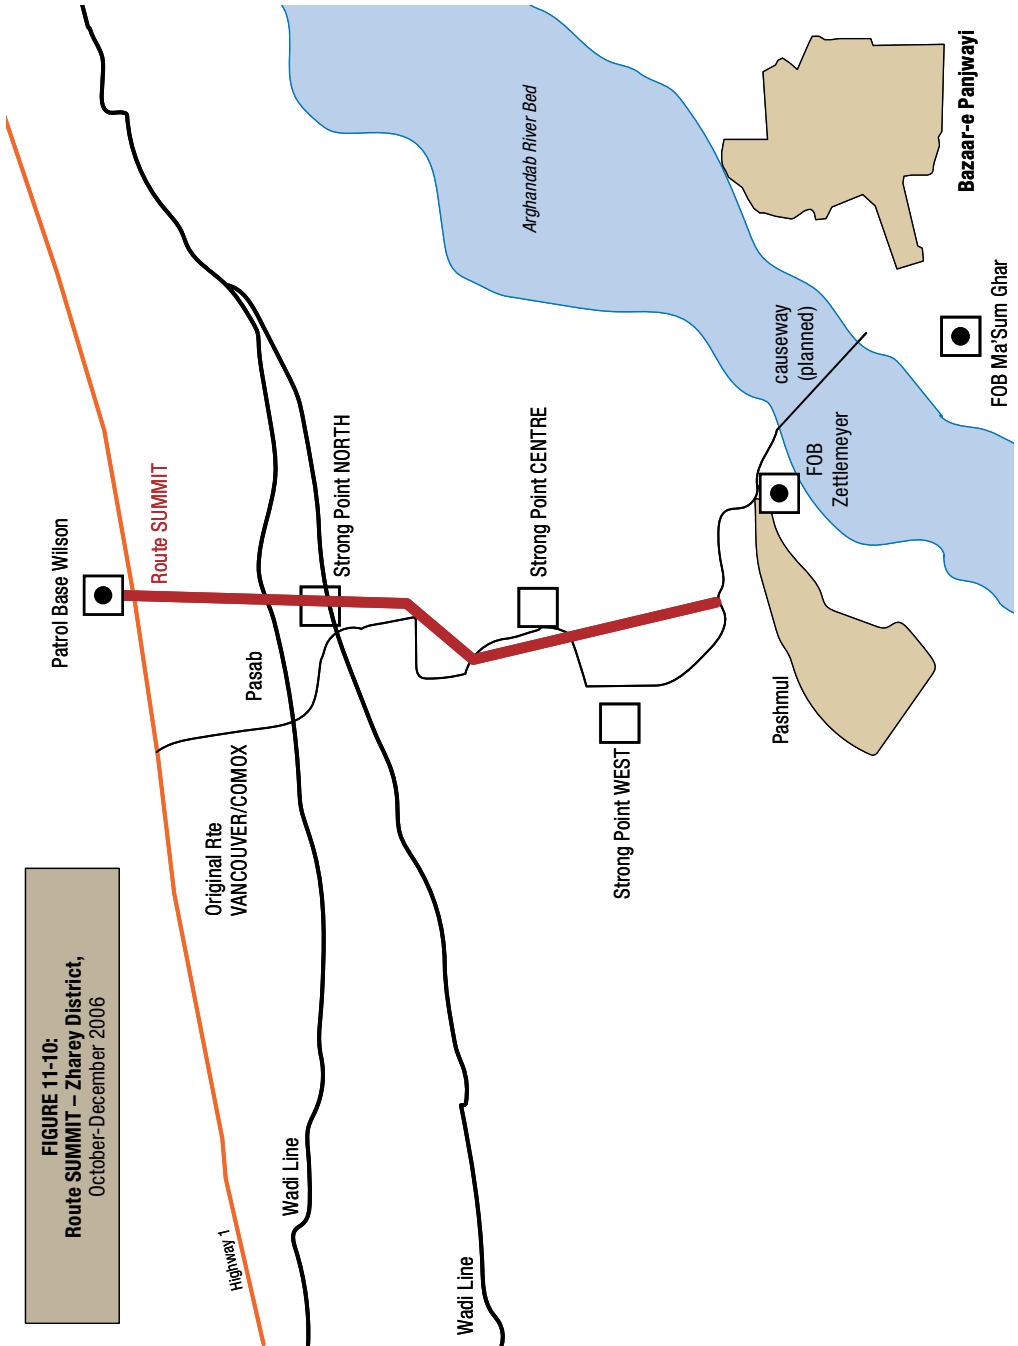 FIGURE 11-10:
Route SUMMIT – Zharey District,
October-December 2006
Highway 1
Wadi Line
Wadi Line
Original Rte
VANCOUVER/COMOX
Pasab
Patrol Base Wilson
Route SUMMIT
Strong Point NORTH
Strong Point CENTRE
Strong Point WEST
Pashmul
FOB
Zettlemeyer
causeway
(planned)
Arghandab River Bed
FOB Ma'Sum Ghar
Bazaar-e Panjwayi